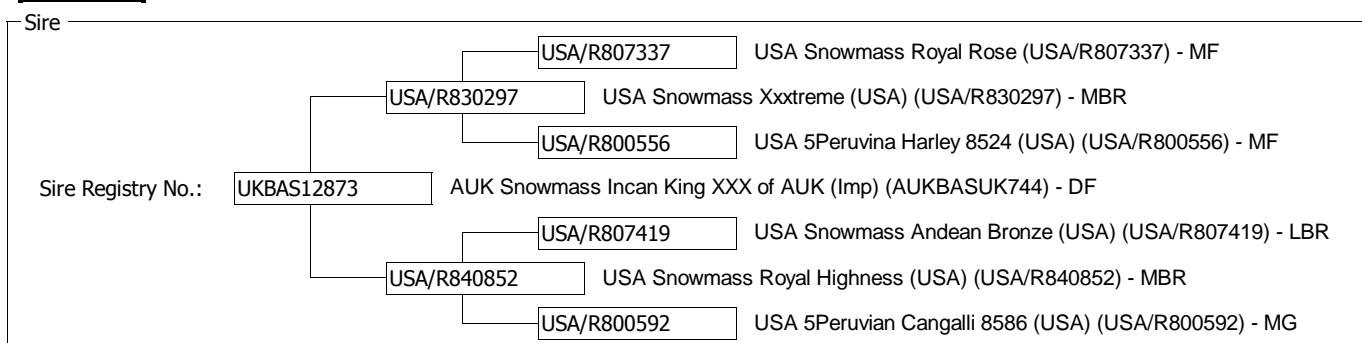 Sire
USA/R807337 USA Snowmass Royal Rose (USA/R807337) - MF
USA/R830297 USA Snowmass Xxxtreme (USA) (USA/R830297) - MBR
USA/R800556 USA 5Peruvina Harley 8524 (USA) (USA/R800556) - MF
Sire Registry No.: UKBAS12873 AUK Snowmass Incan King XXX of AUK (Imp) (AUKBASUK744) - DF
USA/R807419 USA Snowmass Andean Bronze (USA) (USA/R807419) - LBR
USA/R840852 USA Snowmass Royal Highness (USA) (USA/R840852) - MBR
USA/R800592 USA 5Peruvian Cangalli 8586 (USA) (USA/R800592) - MG